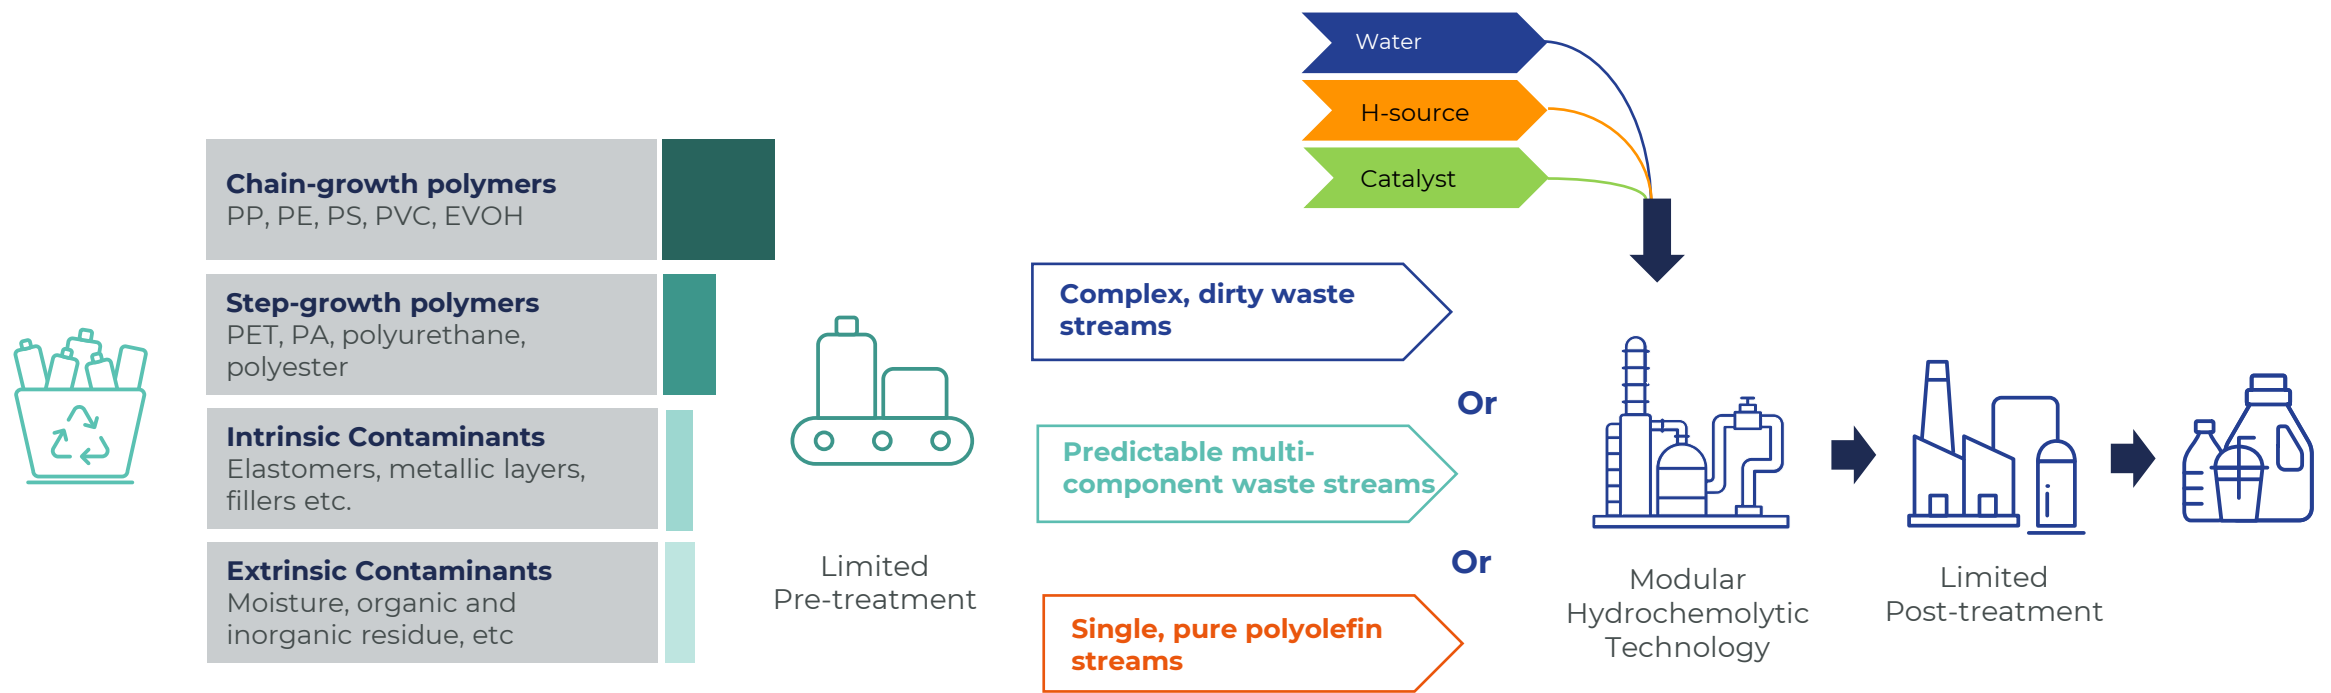 Water
H-source
Catalyst
Chain-growth polymers
PP, PE, PS, PVC, EVOH
Step-growth polymers
PET, PA, polyurethane,
polyester
Intrinsic Contaminants
Elastomers, metallic layers,
fillers etc.
Extrinsic Contaminants
Moisture, organic and
inorganic residue, etc
Limited
Pre-treatment
Complex, dirty waste
streams
Or
Predictable multi-
component waste streams
Or
Single, pure polyolefin
streams
Modular
Hydrochemolytic
Technology
Limited
Post-treatment